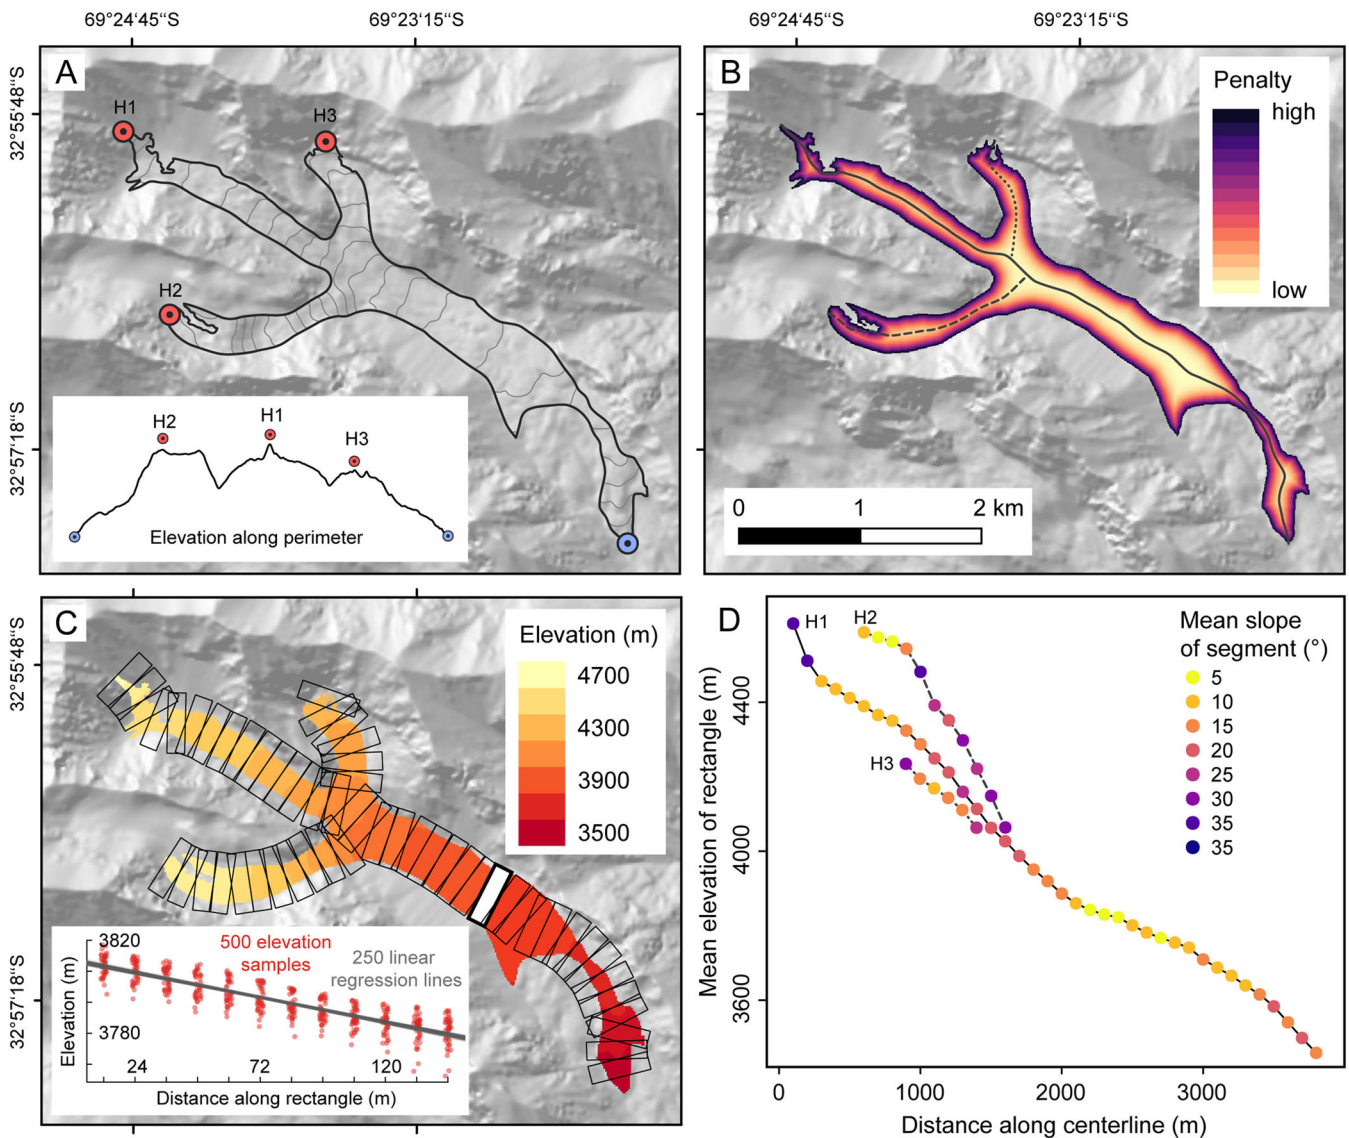 69°24'45‘‘S
69°23'15‘‘S
69°24'45‘‘S
69°23'15‘‘S
32°55'48‘‘S
32°57'18‘‘S
A
H1
H3
H2
H2
H1
H3
Elevation along perimeter
B
Penalty
high
low
0
1
2 km
32°55'48‘‘S
32°57'18‘‘S
C
Elevation (m)
4700
4300
3900
3500
3820
3780
Elevation (m)
500 elevation
samples
250 linear
regression lines
24
72
120
Distance along rectangle (m)
D
H1
H2
H3
Mean slope
of segment (°)
5
10
15
20
25
30
35
35
Mean elevation of rectangle (m)
4400
4000
3600
0
1000
2000
3000
Distance along centerline (m)